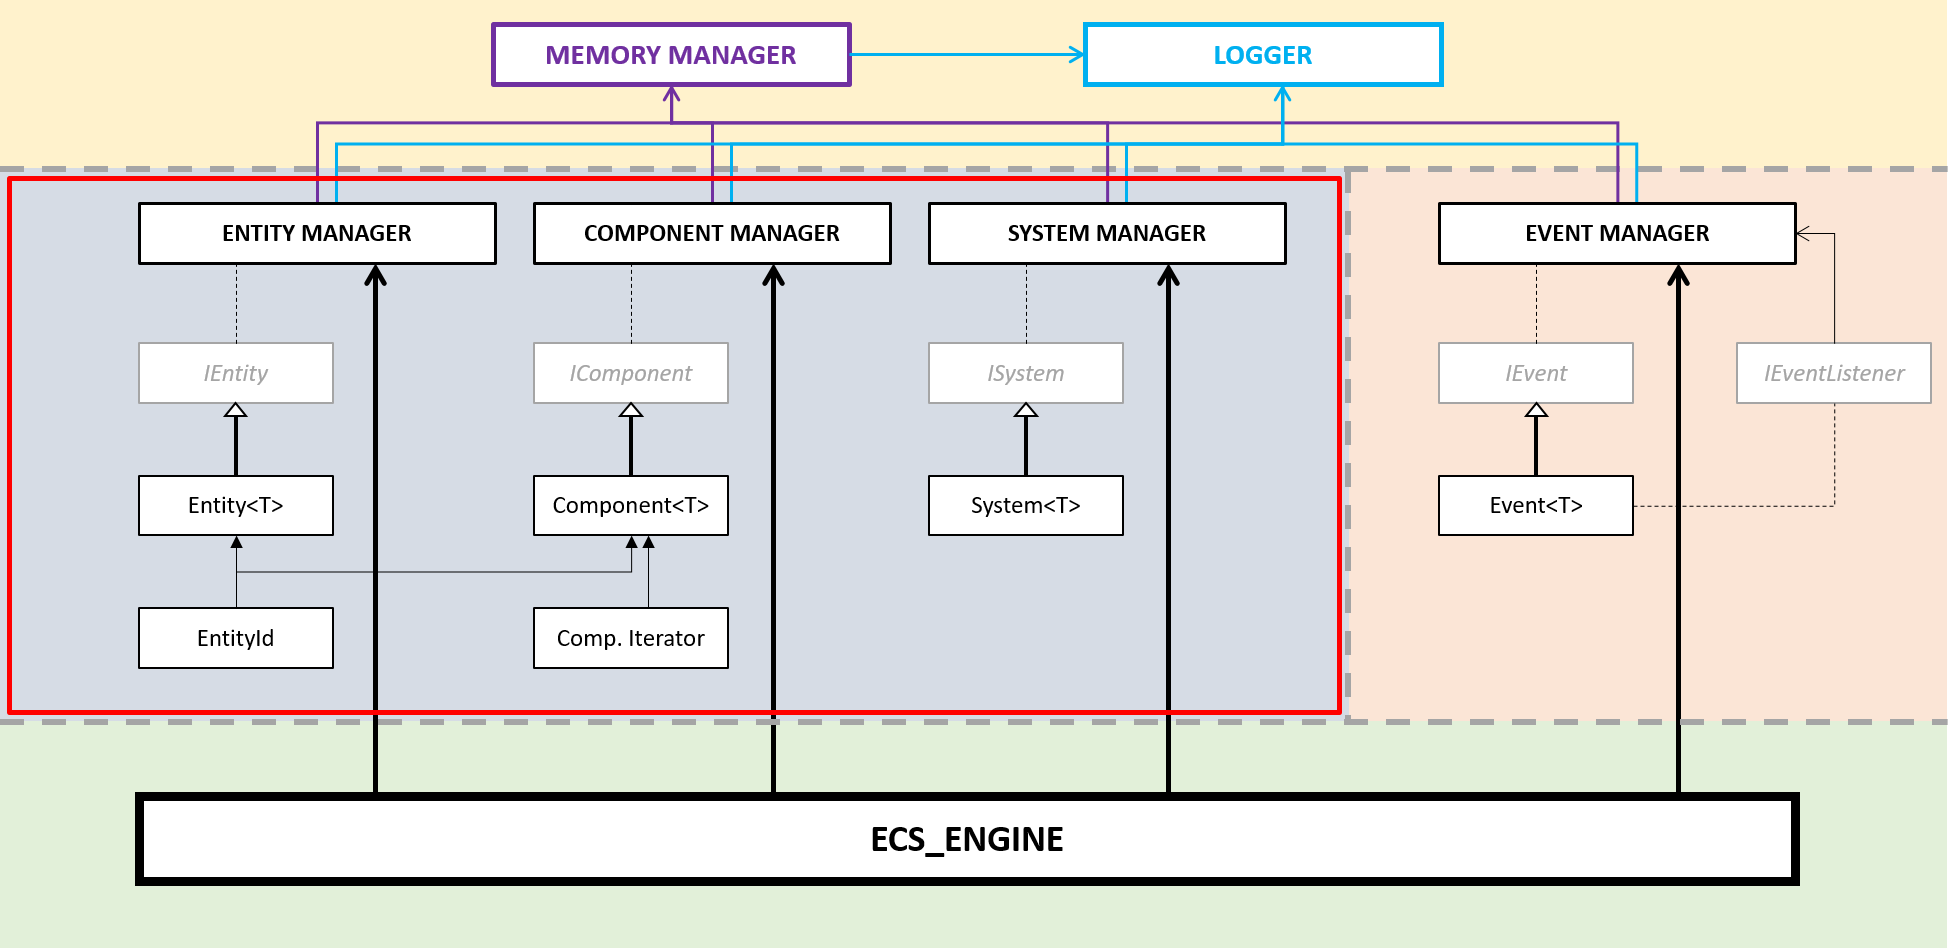 MEMORY MANAGER
LOGGER
ENTITY MANAGER
COMPONENT MANAGER
SYSTEM MANAGER
EVENT MANAGER
IEntity
IComponent
ISystem
IEvent
IEventListener
Entity<T>
Component<T>
System<T>
Event<T>
EntityId
Comp. Iterator
ECS_ENGINE